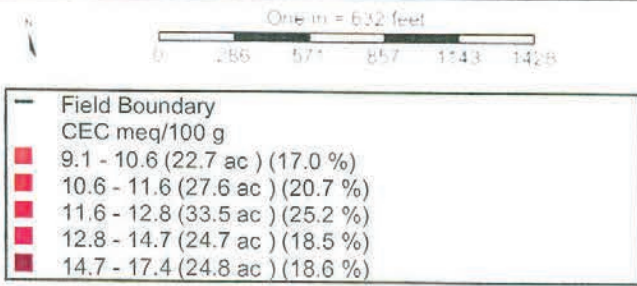 N
One in = 632 feet
0 286 571 857 1143 1428
Field Boundary
CEC meq/100 g
9.1 - 10.6 (22.7 ac ) (17.0 %)
10.6 - 11.6 (27.6 ac ) (20.7 %)
11.6 - 12.8 (33.5 ac ) (25.2 %)
12.8 - 14.7 (24.7 ac ) (18.5 %)
14.7 - 17.4 (24.8 ac ) (18.6 %)